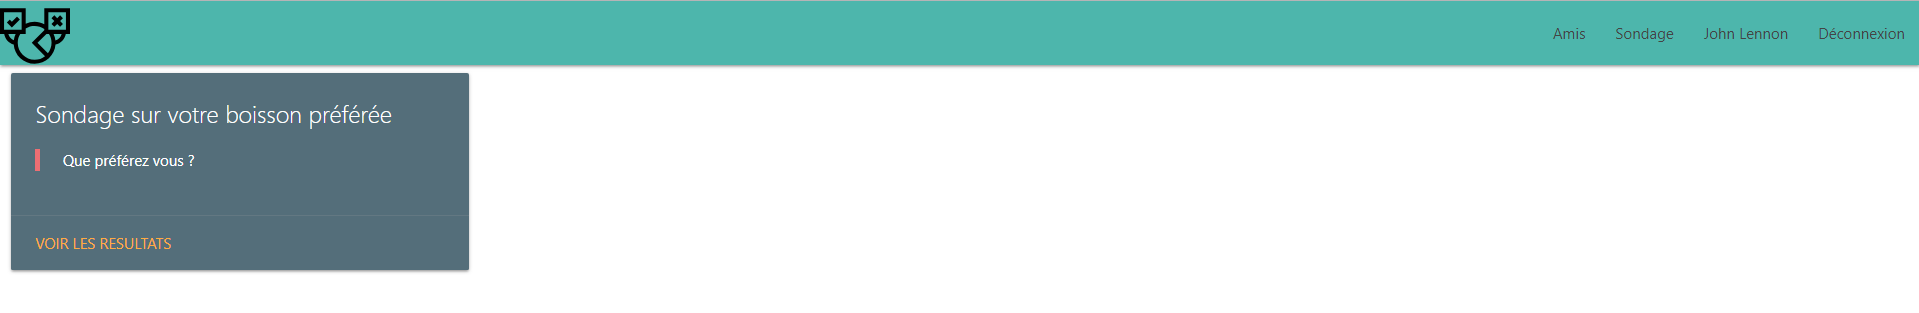 Amis Sondage John Lennon Déconnexion
Sondage sur votre boisson préférée
Que préférez vous ?
VOIR LES RESULTATS